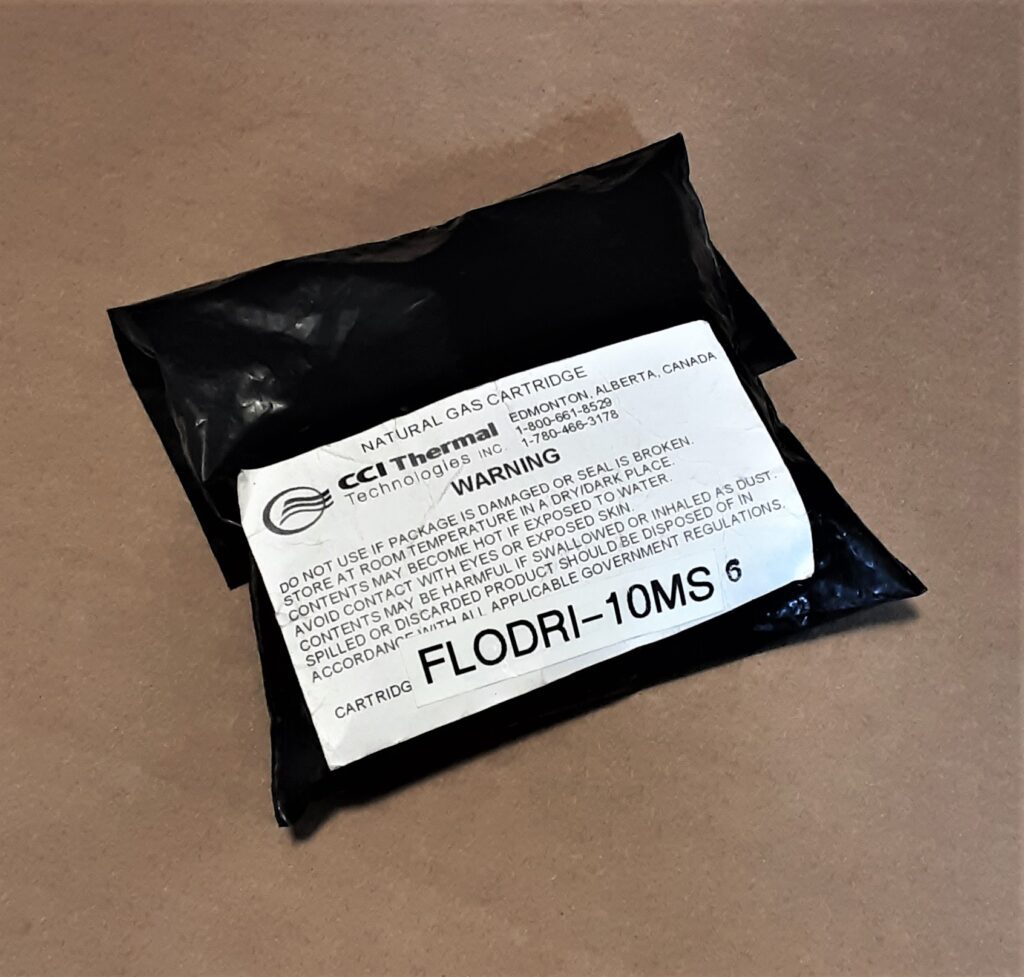 NATURAL GAS CARTRIDGE
CCI Thermal
Technologies INC.
EDMONTON, ALBERTA, CANADA
1-800-661-8529
1-780-466-3178
WARNING
DO NOT USE IF PACKAGE IS DAMAGED OR SEAL IS BROKEN.
STORE AT ROOM TEMPERATURE IN A DRY/DARK PLACE.
CONTENTS MAY BECOME HOT IF EXPOSED TO WATER.
AVOID CONTACT WITH EYES OR EXPOSED SKIN.
CONTENTS MAY BE HARMFUL IF SWALLOWED OR INHALED AS DUST.
SPILLED OR DISCARDED PRODUCT SHOULD BE DISPOSED OF IN
ACCORDANCE WITH ALL APPLICABLE GOVERNMENT REGULATIONS.
CARTRIDG FLODRI-10MS 6